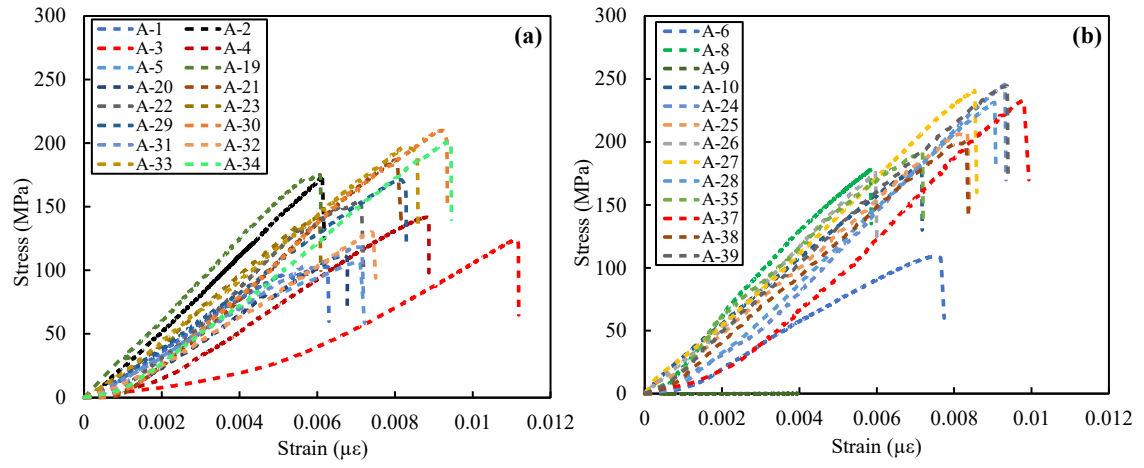 (a)
Stress (MPa)
300
250
200
150
100
50
0
A-1 A-2
A-3 A-4
A-5 A-19
A-20 A-21
A-22 A-23
A-29 A-30
A-31 A-32
A-33 A-34
0 0.002 0.004 0.006 0.008 0.01 0.012
Strain (με)
(b)
Stress (MPa)
300
250
200
150
100
50
0
A-6
A-8
A-9
A-10
A-24
A-25
A-26
A-27
A-28
A-35
A-37
A-38
A-39
0 0.002 0.004 0.006 0.008 0.01 0.012
Strain (με)